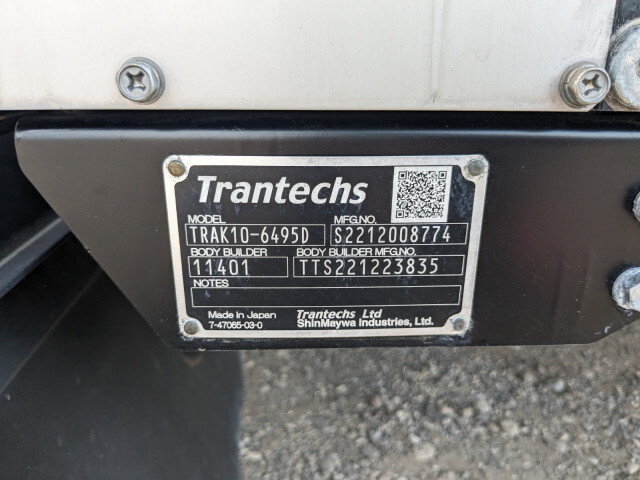 Trantechs
MODEL MFG.NO.
TRAK10-6495D S2212008774
BODY BUILDER BODY BUILDER MFG.NO.
11401 TTS221223835
NOTES
Made in Japan Trantechs Ltd
7-47065-03-0 ShinMaywa Industries, Ltd.